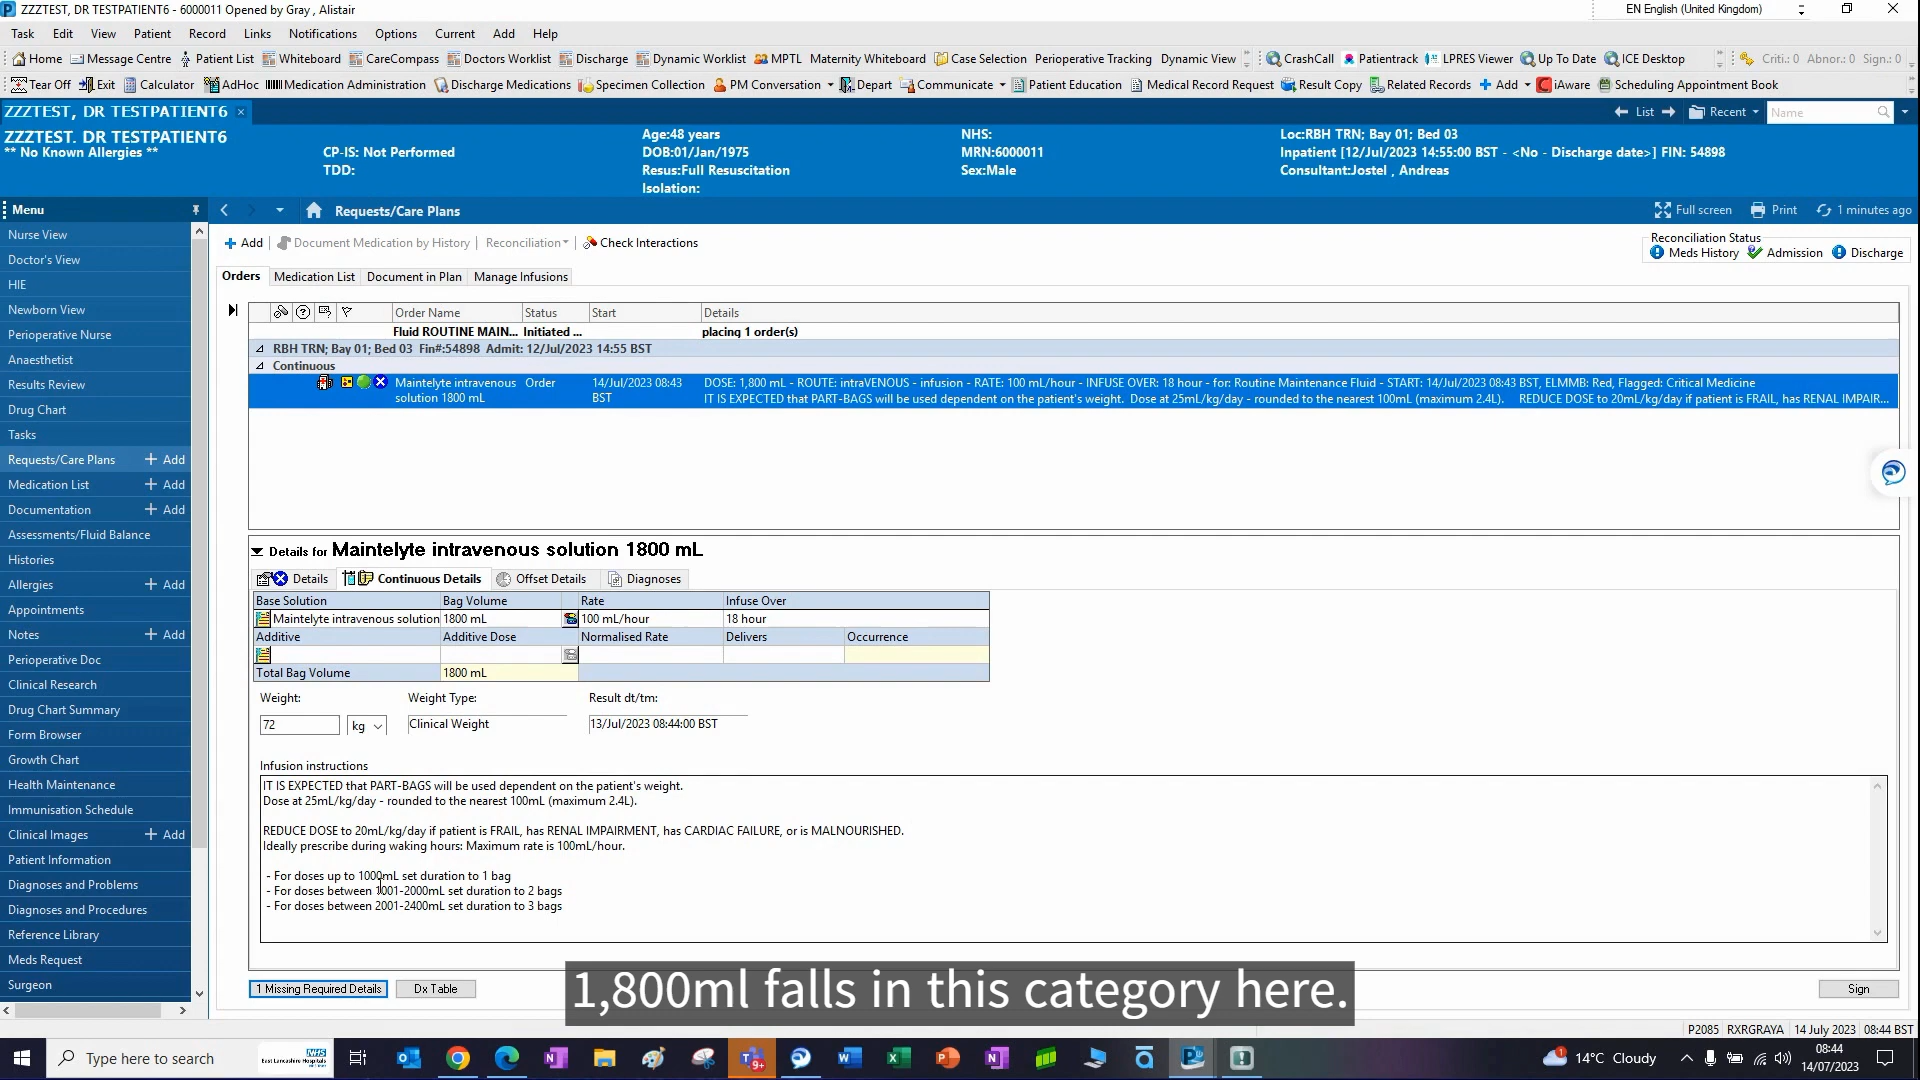 ZZZTEST, DR TESTPATIENT6 - 6000011 Opened by Gray , Alistair
EN English (United Kingdom)
Task Edit View Patient Record Links Notifications Options Current Add Help
Home Message Centre Patient List Whiteboard CareCompass Doctors Worklist Discharge Dynamic Worklist MPTL Maternity Whiteboard Case Selection Perioperative Tracking Dynamic View CrashCall Patientrack LPRES Viewer Up To Date ICE Desktop Criti.: 0 Abnor.: 0 Sign.: 0
Tear Off Exit Calculator AdHoc Medication Administration Discharge Medications Specimen Collection PM Conversation Depart Communicate Patient Education Medical Record Request Result Copy Related Records Add iAware Scheduling Appointment Book
ZZZTEST, DR TESTPATIENT6 List Recent Name
ZZZTEST. DR TESTPATIENT6 Age:48 years NHS: Loc:RBH TRN; Bay 01; Bed 03
** No Known Allergies ** CP-IS: Not Performed DOB:01/Jan/1975 MRN:6000011 Inpatient [12/Jul/2023 14:55:00 BST - <No - Discharge date>] FIN: 54898
TDD: Resus:Full Resuscitation Sex:Male Consultant:Jostel , Andreas
Isolation:
Menu
Nurse View
Doctor's View
HIE
Newborn View
Perioperative Nurse
Anaesthetist
Results Review
Drug Chart
Tasks
Requests/Care Plans + Add
Medication List + Add
Documentation + Add
Assessments/Fluid Balance
Histories
Allergies + Add
Appointments
Notes + Add
Perioperative Doc
Clinical Research
Drug Chart Summary
Form Browser
Growth Chart
Health Maintenance
Immunisation Schedule
Clinical Images + Add
Patient Information
Diagnoses and Problems
Diagnoses and Procedures
Reference Library
Meds Request
Surgeon
Requests/Care Plans Full screen Print 1 minutes ago
+ Add Document Medication by History Reconciliation Check Interactions
Reconciliation Status
Meds History Admission Discharge
Orders Medication List Document in Plan Manage Infusions
Order Name Status Start Details
Fluid ROUTINE MAIN... Initiated ... placing 1 order(s)
RBH TRN; Bay 01; Bed 03 Fin#:54898 Admit: 12/Jul/2023 14:55 BST
Continuous
Maintelyte intravenous Order 14/Jul/2023 08:43 DOSE: 1,800 mL - ROUTE: intraVENOUS - infusion - RATE: 100 mL/hour - INFUSE OVER: 18 hour - for: Routine Maintenance Fluid - START: 14/Jul/2023 08:43 BST, ELMMB: Red, Flagged: Critical Medicine
solution 1800 mL BST IT IS EXPECTED that PART-BAGS will be used dependent on the patient's weight. Dose at 25mL/kg/day - rounded to the nearest 100mL (maximum 2.4L). REDUCE DOSE to 20mL/kg/day if patient is FRAIL, has RENAL IMPAIR...
Details for Maintelyte intravenous solution 1800 mL
Details Continuous Details Offset Details Diagnoses
Base Solution Bag Volume Rate Infuse Over
Maintelyte intravenous solution 1800 mL 100 mL/hour 18 hour
Additive Additive Dose Normalised Rate Delivers Occurrence
Total Bag Volume 1800 mL
Weight: Weight Type: Result dt/tm:
72 kg Clinical Weight 13/Jul/2023 08:44:00 BST
Infusion instructions
IT IS EXPECTED that PART-BAGS will be used dependent on the patient's weight.
Dose at 25mL/kg/day - rounded to the nearest 100mL (maximum 2.4L).
REDUCE DOSE to 20mL/kg/day if patient is FRAIL, has RENAL IMPAIRMENT, has CARDIAC FAILURE, or is MALNOURISHED.
Ideally prescribe during waking hours: Maximum rate is 100mL/hour.
- For doses up to 1000mL set duration to 1 bag
- For doses between 1001-2000mL set duration to 2 bags
- For doses between 2001-2400mL set duration to 3 bags
1 Missing Required Details Dx Table Sign
1,800ml falls in this category here.
P2085 RXRGRAYA 14 July 2023 08:44 BST
Type here to search 14°C Cloudy 08:44
14/07/2023